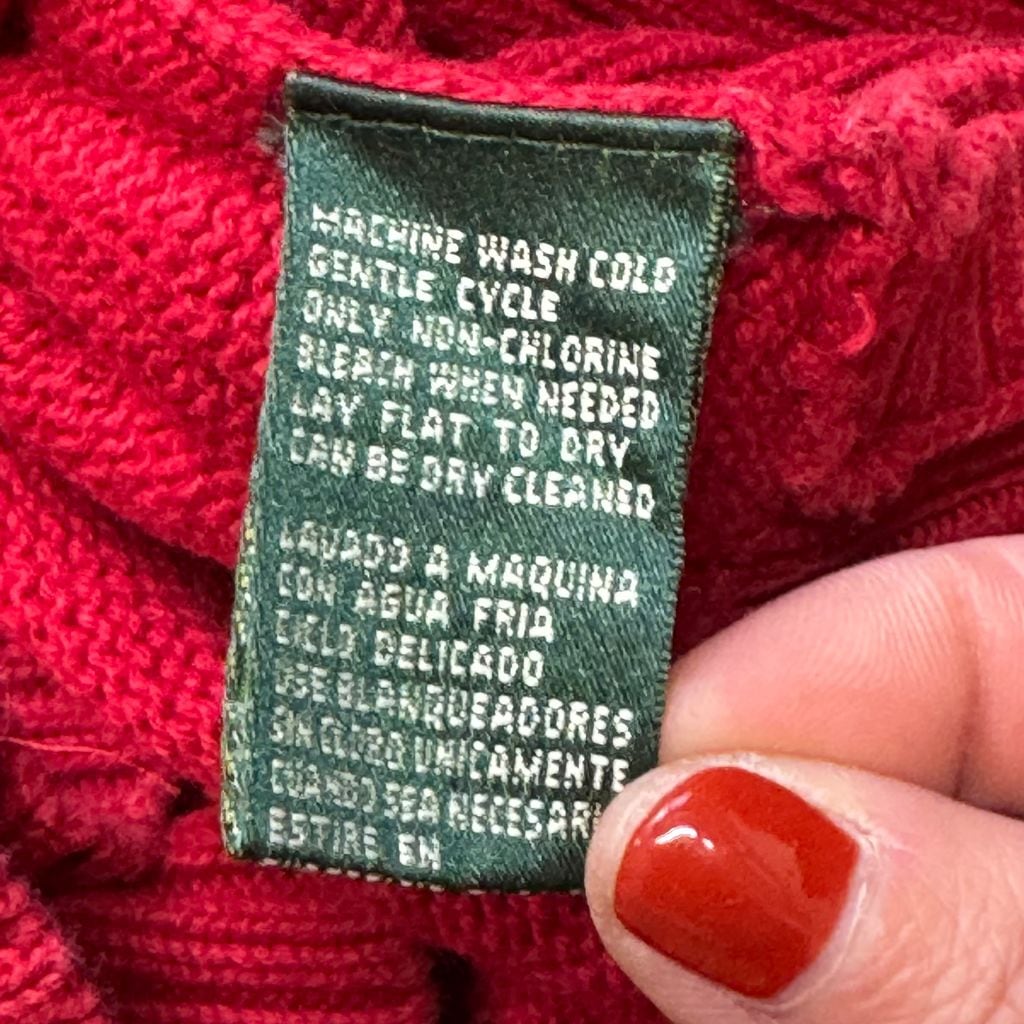 MACHINE WASH COLD
GENTLE CYCLE
ONLY NON-CHLORINE
BLEACH WHEN NEEDED
LAY FLAT TO DRY
CAN BE DRY CLEANED
LAVADO A MAQUINA
CON AGUA FRIA
CICLO DELICADO
USE BLANQUEADORES
SIN CLORO UNICAMENTE
CUANDO SEA NECESARI
ESTIRE EN